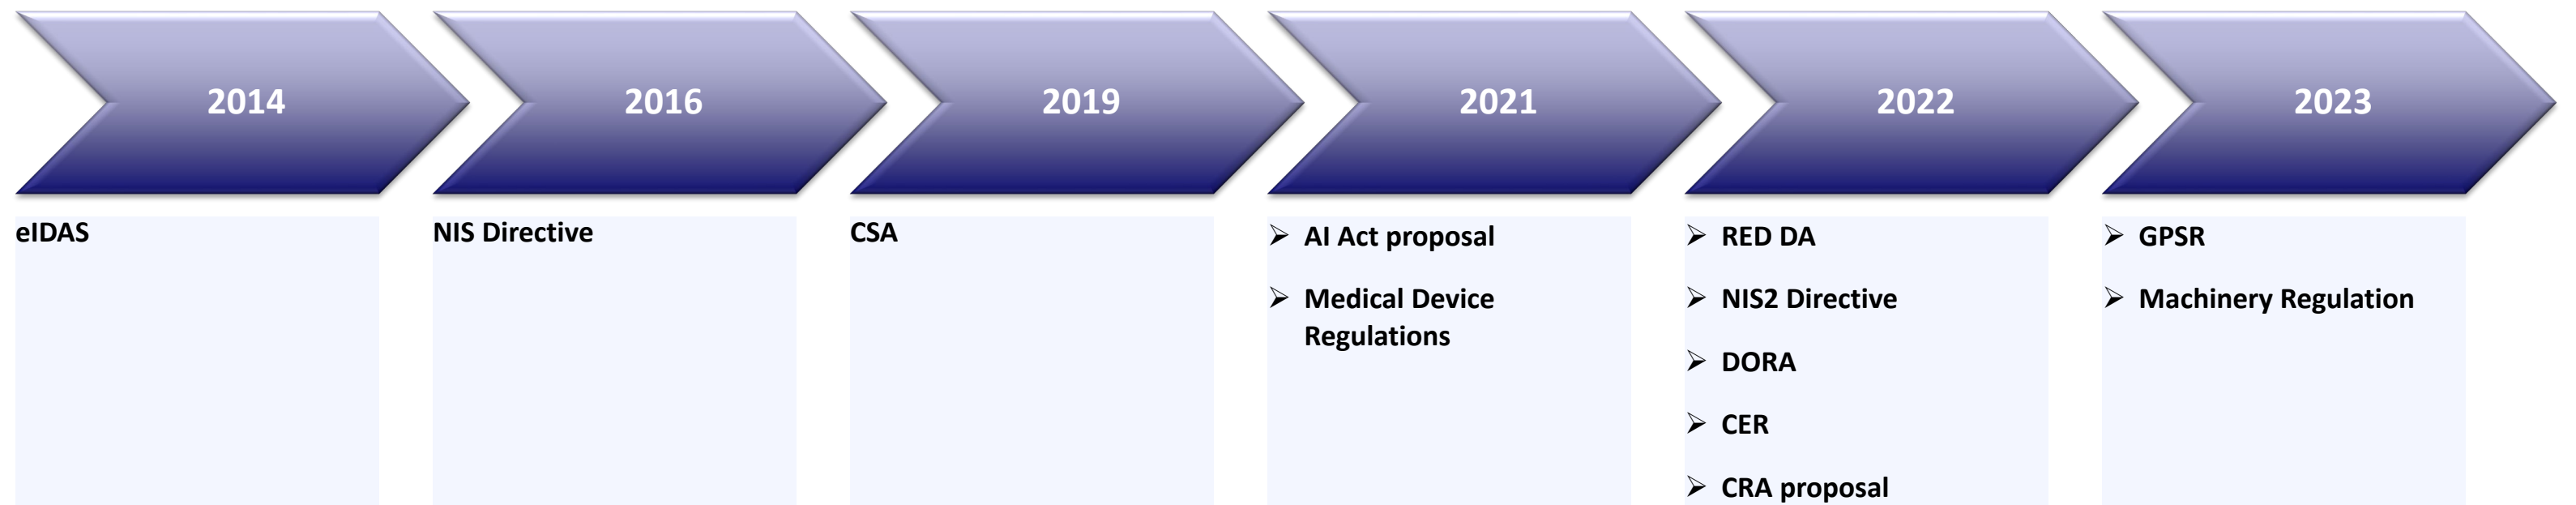 2014
eIDAS
2016
NIS Directive
2019
CSA
2021
➢ AI Act proposal
➢ Medical Device
Regulations
2022
➢ RED DA
➢ NIS2 Directive
➢ DORA
➢ CER
➢ CRA proposal
2023
➢ GPSR
➢ Machinery Regulation